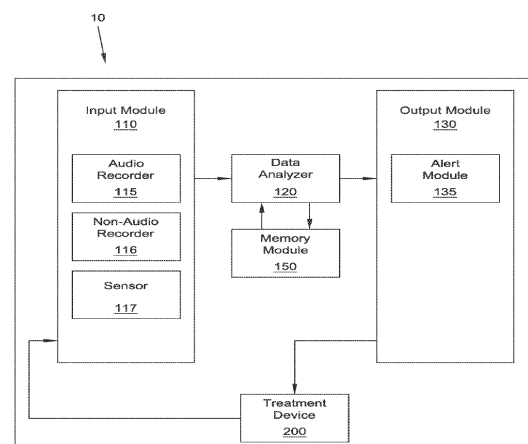 10
Input Module
110
Audio
Recorder
115
Non-Audio
Recorder
116
Sensor
117
Data
Analyzer
120
Memory
Module
150
Output Module
130
Alert
Module
135
Treatment
Device
200